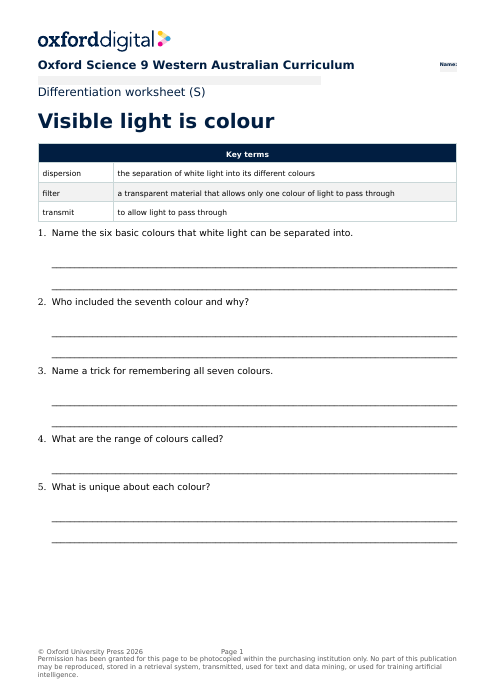 oxforddigital
Oxford Science 9 Western Australian Curriculum
Name:
Differentiation worksheet (S)
Visible light is colour
Key terms
dispersion the separation of white light into its different colours
filter a transparent material that allows only one colour of light to pass through
transmit to allow light to pass through
1. Name the six basic colours that white light can be separated into.
2. Who included the seventh colour and why?
3. Name a trick for remembering all seven colours.
4. What are the range of colours called?
5. What is unique about each colour?
© Oxford University Press 2026 Page 1
Permission has been granted for this page to be photocopied within the purchasing institution only. No part of this publication
may be reproduced, stored in a retrieval system, transmitted, used for text and data mining, or used for training artificial
intelligence.